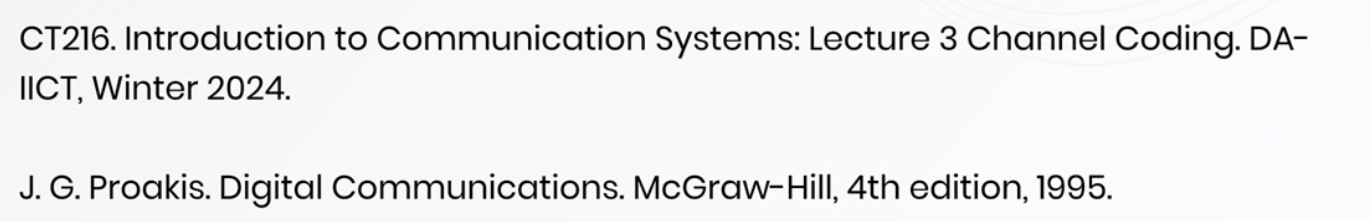 CT216. Introduction to Communication Systems: Lecture 3 Channel Coding. DA-
IICT, Winter 2024.
J. G. Proakis. Digital Communications. McGraw-Hill, 4th edition, 1995.